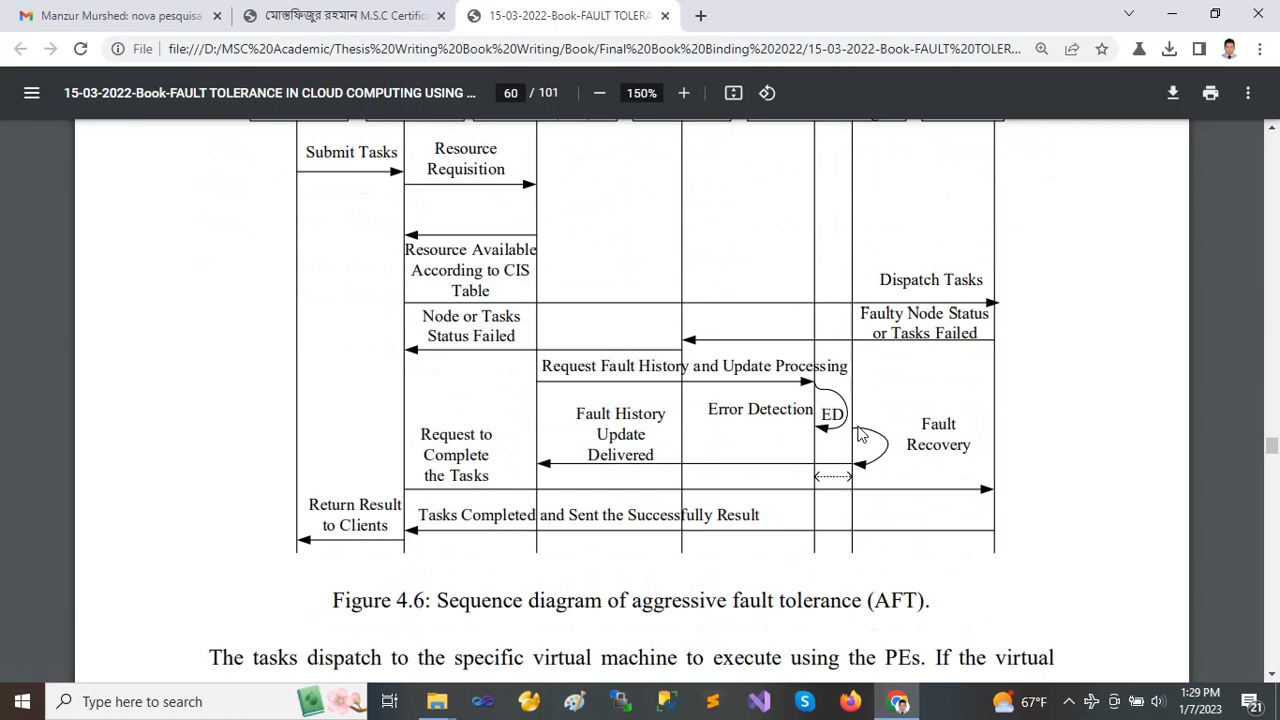 Manzur Murshed: nova pesquisa
মোস্তফিজুর রহমান M.S.C Certific
15-03-2022-Book-FAULT TOLERA
File
file:///D:/MSC%20Academic/Thesis%20Writing%20Book%20Writing/Book/Final%20Book%20Binding%202022/15-03-2022-Book-FAULT%20TOLER...
15-03-2022-Book-FAULT TOLERANCE IN CLOUD COMPUTING USING ...
60 / 101
150%
Submit Tasks
Resource
Requisition
Resource Available
According to CIS
Table
Dispatch Tasks
Node or Tasks
Status Failed
Faulty Node Status
or Tasks Failed
Request Fault History and Update Processing
Error Detection
ED
Fault History
Update
Delivered
Fault
Recovery
Request to
Complete
the Tasks
Return Result
to Clients
Tasks Completed and Sent the Successfully Result
Figure 4.6: Sequence diagram of aggressive fault tolerance (AFT).
The tasks dispatch to the specific virtual machine to execute using the PEs. If the virtual
Type here to search
67°F
1:29 PM
1/7/2023
21